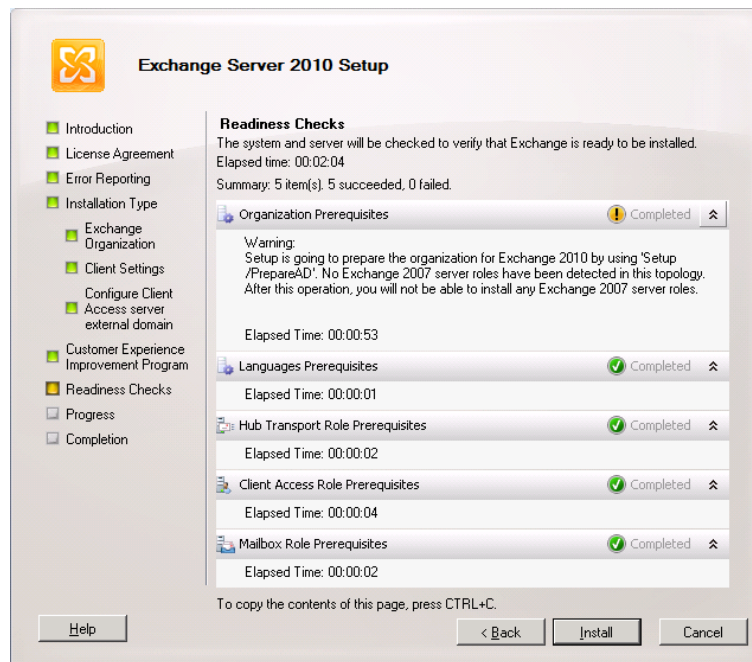 Exchange Server 2010 Setup
Introduction
License Agreement
Error Reporting
Installation Type
Exchange
Organization
Client Settings
Configure Client
Access server
external domain
Customer Experience
Improvement Program
Readiness Checks
Progress
Completion
Readiness Checks
The system and server will be checked to verify that Exchange is ready to be installed.
Elapsed time: 00:02:04
Summary: 5 item(s). 5 succeeded, 0 failed.
Organization Prerequisites Completed
Warning:
Setup is going to prepare the organization for Exchange 2010 by using 'Setup
/PrepareAD'. No Exchange 2007 server roles have been detected in this topology.
After this operation, you will not be able to install any Exchange 2007 server roles.
Elapsed Time: 00:00:53
Languages Prerequisites Completed
Elapsed Time: 00:00:01
Hub Transport Role Prerequisites Completed
Elapsed Time: 00:00:02
Client Access Role Prerequisites Completed
Elapsed Time: 00:00:04
Mailbox Role Prerequisites Completed
Elapsed Time: 00:00:02
To copy the contents of this page, press CTRL+C.
Help < Back Install Cancel